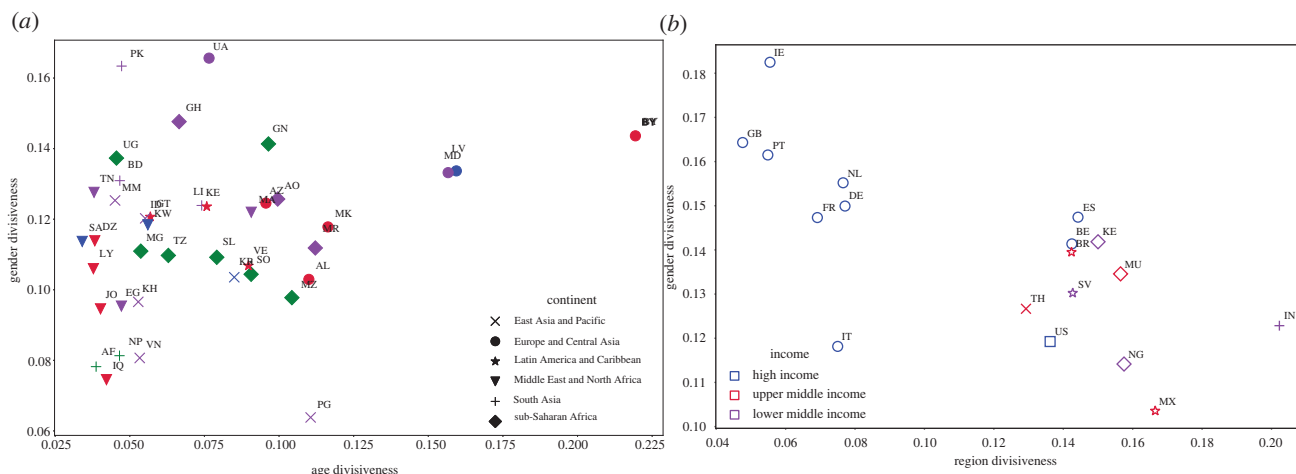 (a)
0.16
0.14
0.12
0.10
0.08
0.06
gender divisiveness
0.025
0.050
0.075
0.100
0.125
0.150
0.175
0.200
0.225
age divisiveness
PK
UA
GH
GN
UG
BD
TN
MM
ID
GT
KW
LI
KE
AZ
AO
MA
MD
LV
SA
DZ
MG
TZ
SL
VE
SO
KR
MK
MR
AL
MZ
LY
JO
EG
KH
NP
VN
AF
IQ
PG
continent
East Asia and Pacific
Europe and Central Asia
Latin America and Caribbean
Middle East and North Africa
South Asia
sub-Saharan Africa
(b)
0.18
0.17
0.16
0.15
0.14
0.13
0.12
0.11
0.10
gender divisiveness
0.04
0.06
0.08
0.10
0.12
0.14
0.16
0.18
0.20
region divisiveness
IE
GB
PT
NL
DE
FR
ES
BE
KE
BR
MU
SV
TH
US
IT
IN
NG
MX
income
high income
upper middle income
lower middle income